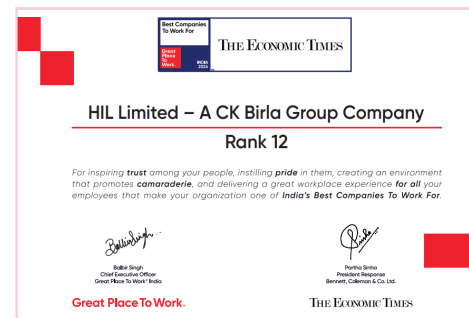 Best Companies
To Work For
Great
Place
To
Work.
INDIA
2024
THE ECONOMIC TIMES
HIL Limited – A CK Birla Group Company
Rank 12
For inspiring trust among your people, instilling pride in them, creating an environment
that promotes camaraderie, and delivering a great workplace experience for all your
employees that make your organization one of India's Best Companies To Work For.
Balbir Singh
Chief Executive Officer
Great Place To Work® India
Partha Sinha
President Response
Bennett, Coleman & Co. Ltd.
Great Place To Work.
THE ECONOMIC TIMES